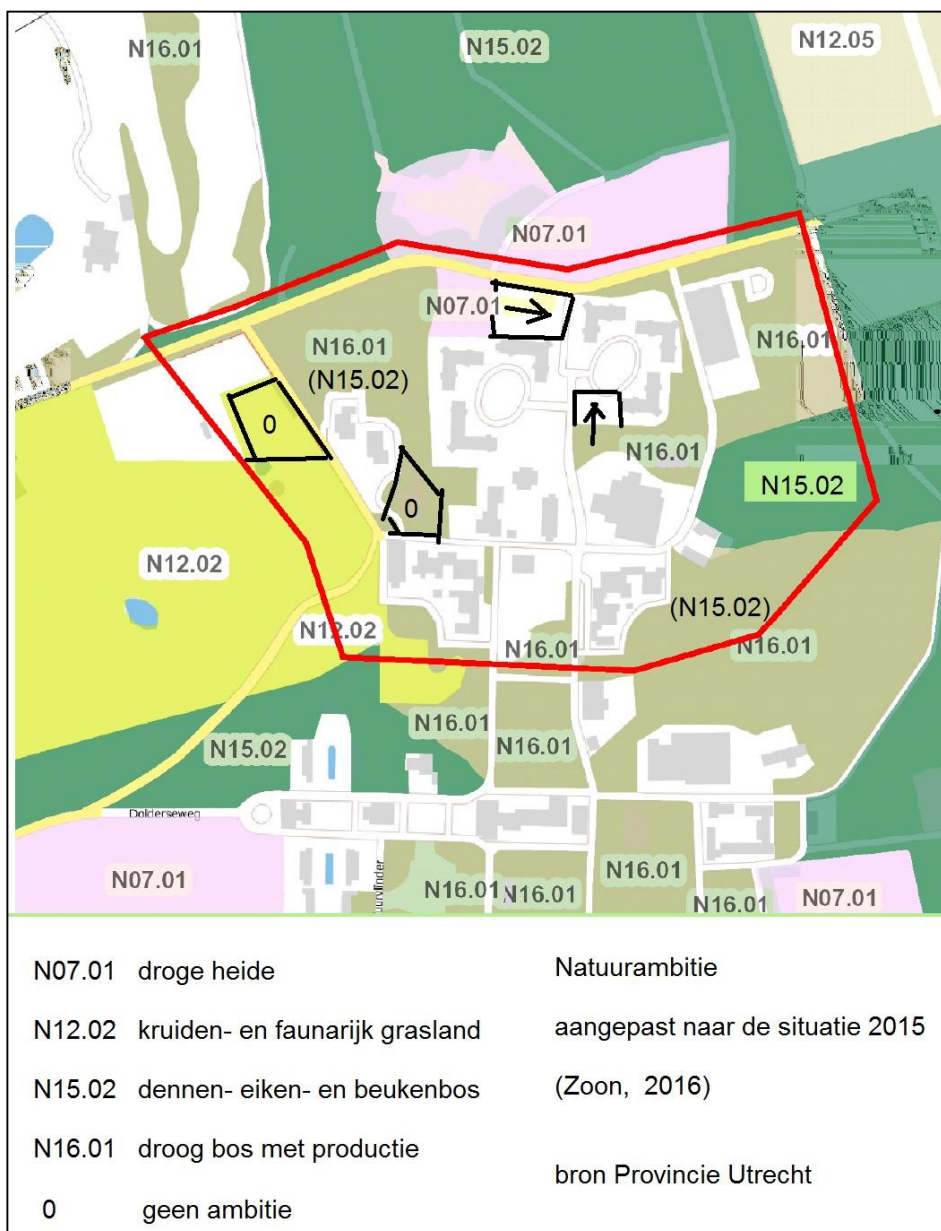 N16.01
N15.02
N12.05
N07.01
N07.01
N16.01
(N15.02)
N16.01
0
N16.01
N15.02
0
N12.02
N12.02
(N15.02)
N16.01
N16.01
N16.01
N15.02
N16.01
Dolderseweg
N07.01
N16.01
N16.01
N16.01
N16.01
N07.01
N07.01 droge heide
N12.02 kruiden- en faunarijk grasland
N15.02 dennen- eiken- en beukenbos
N16.01 droog bos met productie
0 geen ambitie
Natuurambitie
aangepast naar de situatie 2015
(Zoon, 2016)
bron Provincie Utrecht